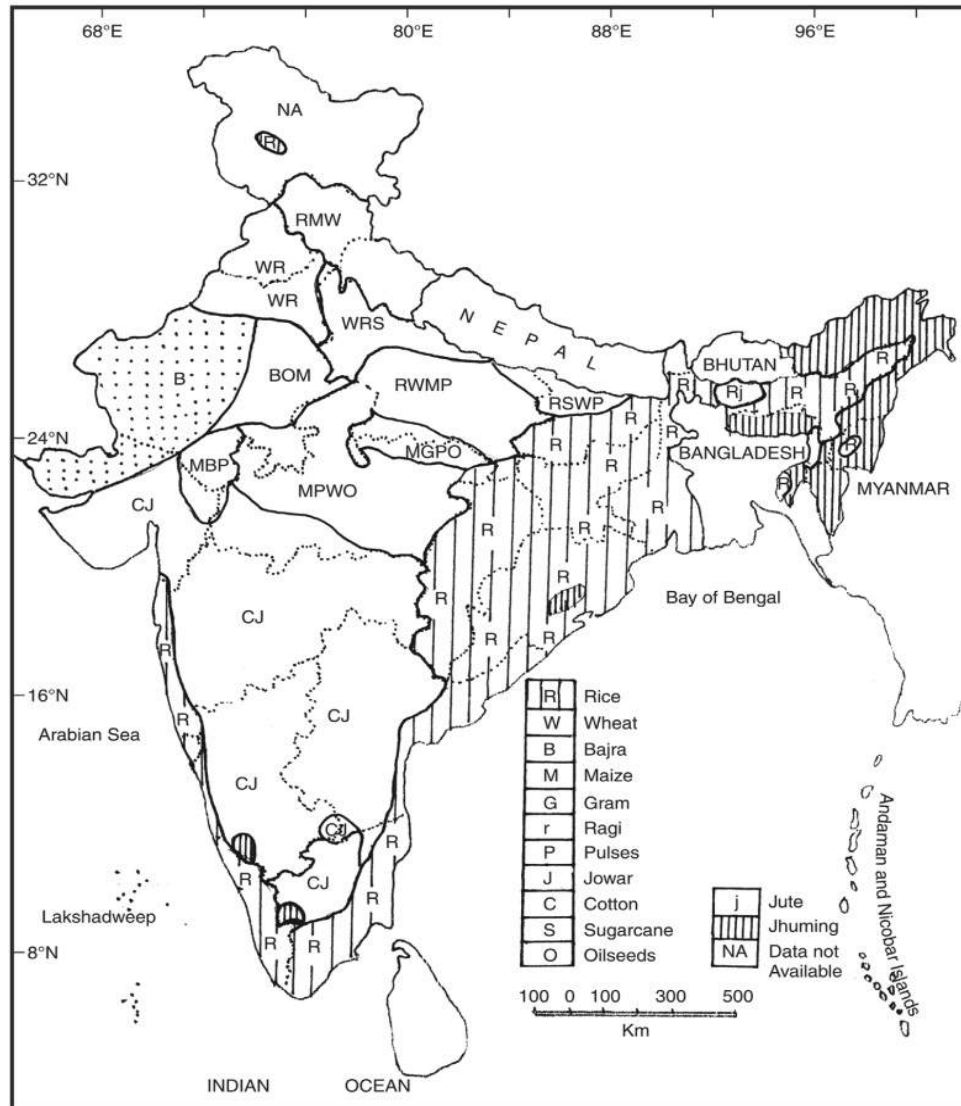 68°E 80°E 88°E 96°E
32°N
24°N
16°N
8°N
NA
R
RMW
WR
WR
WRS
NEPAL
BHUTAN
B
BOM
RWMP
RSWP
R
Rj
R
R
R
MBP
MGPO
MPWO
R
R
R
R
BANGLADESH
R
R
MYANMAR
CJ
R
R
R
R
R
R
R
CJ
Bay of Bengal
R
R
CJ
CJ
CJ
CJ
R
R
R
R
R
Arabian Sea
Lakshadweep
Andaman and Nicobar Islands
INDIAN OCEAN
R Rice
W Wheat
B Bajra
M Maize
G Gram
r Ragi
P Pulses
J Jowar
C Cotton
S Sugarcane
O Oilseeds
j Jute
Jhuming
NA Data not
Available
100 0 100 300 500
Km